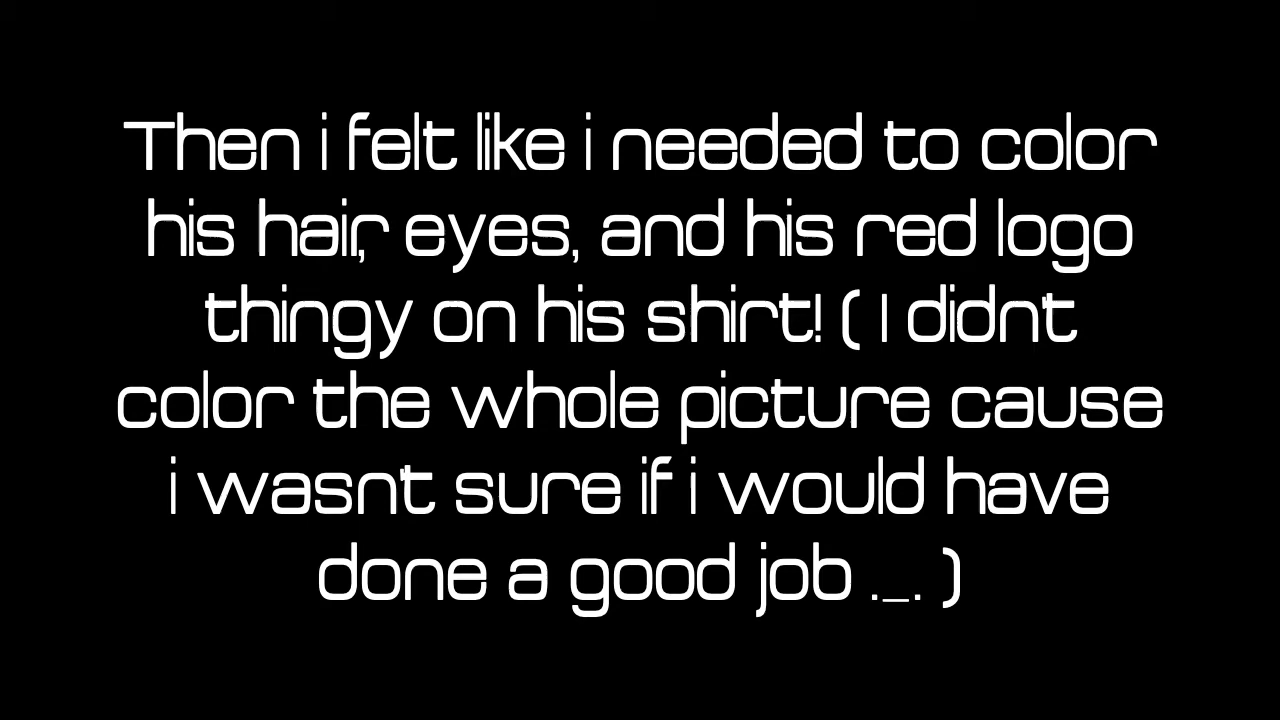 Then i felt like i needed to color
his hair, eyes, and his red logo
thingy on his shirt! ( I didn't
color the whole picture cause
i wasn't sure if i would have
done a good job ._. )